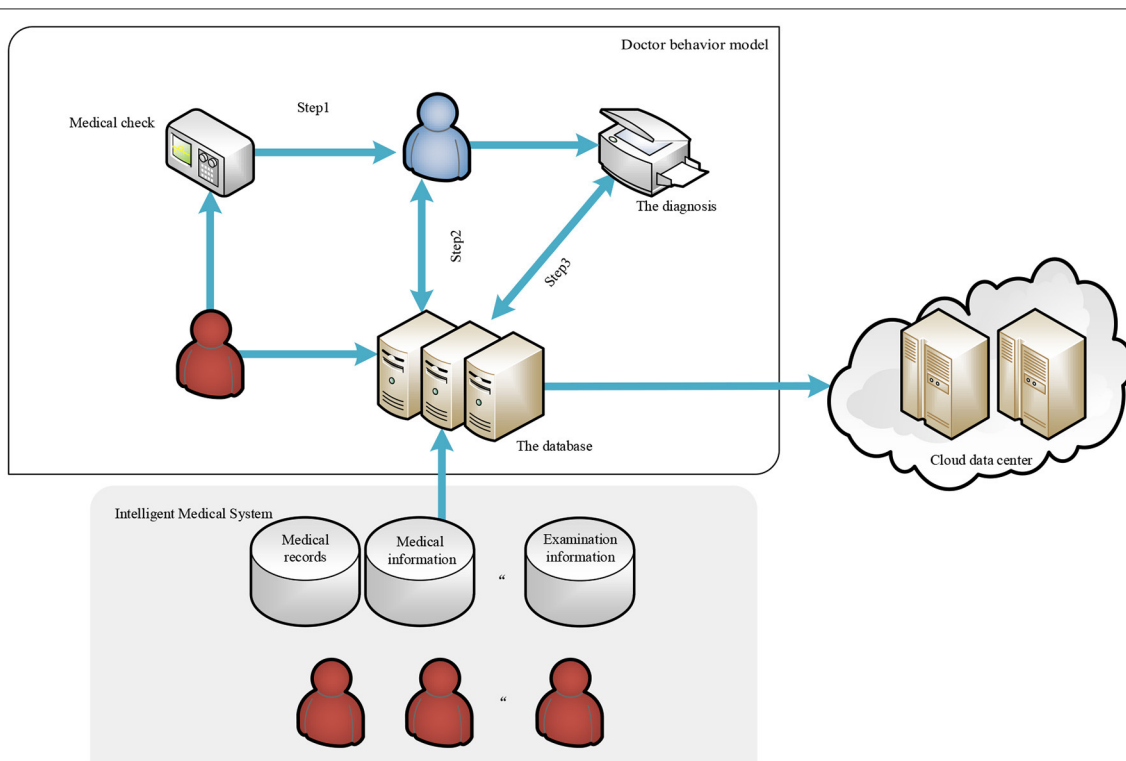 Doctor behavior model
Step1
Medical check
The diagnosis
Step2
Step3
The database
Cloud data center
Intelligent Medical System
Medical
records
Medical
information
Examination
information
“
“